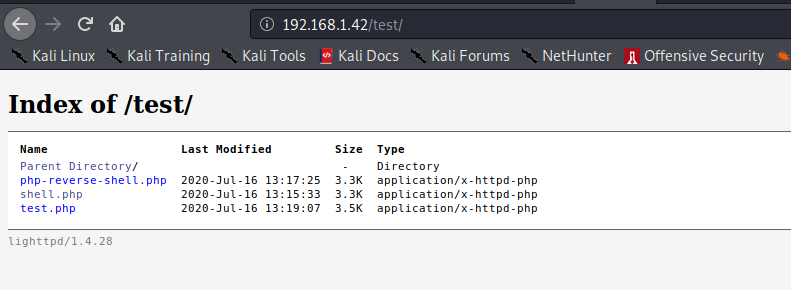 192.168.1.42/test/
Kali Linux Kali Training Kali Tools Kali Docs Kali Forums NetHunter Offensive Security
Index of /test/
Name Last Modified Size Type
Parent Directory/ - Directory
php-reverse-shell.php 2020-Jul-16 13:17:25 3.3K application/x-httpd-php
shell.php 2020-Jul-16 13:15:33 3.3K application/x-httpd-php
test.php 2020-Jul-16 13:19:07 3.5K application/x-httpd-php
lighttpd/1.4.28